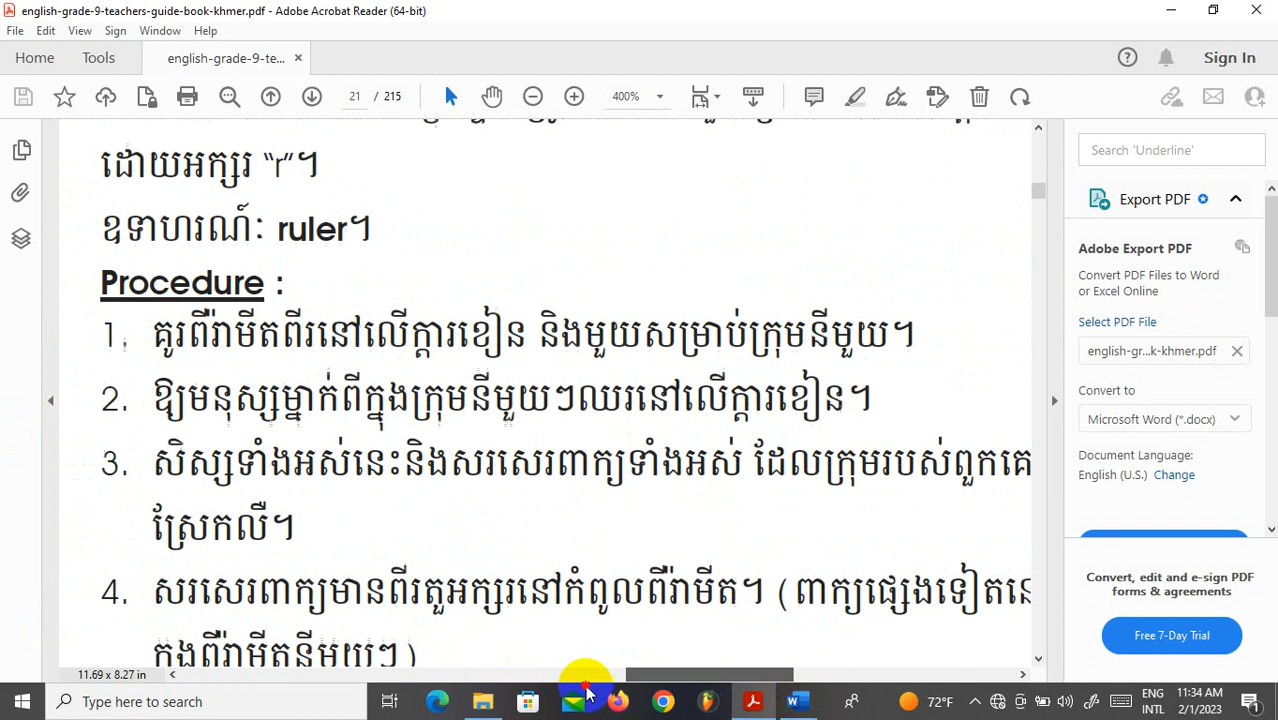 english-grade-9-teachers-guide-book-khmer.pdf - Adobe Acrobat Reader (64-bit)
File Edit View Sign Window Help
Home Tools english-grade-9-te... × Sign In
21 / 215 400%
ដោយអក្សរ “r”។
ឧទាហរណ៍ៈ ruler។
Procedure :
1. គូរពីរ៉ាមីតពីរនៅលើក្ដារខៀន និងមួយសម្រាប់ក្រុមនីមួយ។
2. ឱ្យមនុស្សម្នាក់ពីក្នុងក្រុមនីមួយៗឈរនៅលើក្ដារខៀន។
3. សិស្សទាំងអស់នេះនិងសរសេរពាក្យទាំងអស់ ដែលក្រុមរបស់ពួកគេ
ស្រែកលឺ។
4. សរសេរពាក្យមានពីរតួអក្សរនៅកំពូលពីរ៉ាមីត។ (ពាក្យផ្សេងទៀតនេ
ក្នុងពីរ៉ាមីតនីមួយៗ)
11.69 x 8.27 in
Search 'Underline'
Export PDF
Adobe Export PDF
Convert PDF Files to Word
or Excel Online
Select PDF File
english-gr...k-khmer.pdf ×
Convert to
Microsoft Word (*.docx)
Document Language:
English (U.S.) Change
Convert, edit and e-sign PDF
forms & agreements
Free 7-Day Trial
Type here to search
72°F
ENG
INTL
11:34 AM
2/1/2023
1